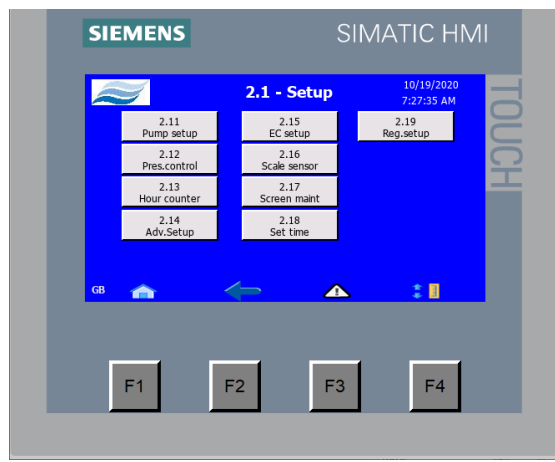 SIEMENS
SIMATIC HMI
TOUCH
2.1 - Setup
10/19/2020
7:27:35 AM
2.11
Pump setup
2.15
EC setup
2.19
Reg.setup
2.12
Pres.control
2.16
Scale sensor
2.13
Hour counter
2.17
Screen maint
2.14
Adv.Setup
2.18
Set time
GB
F1
F2
F3
F4